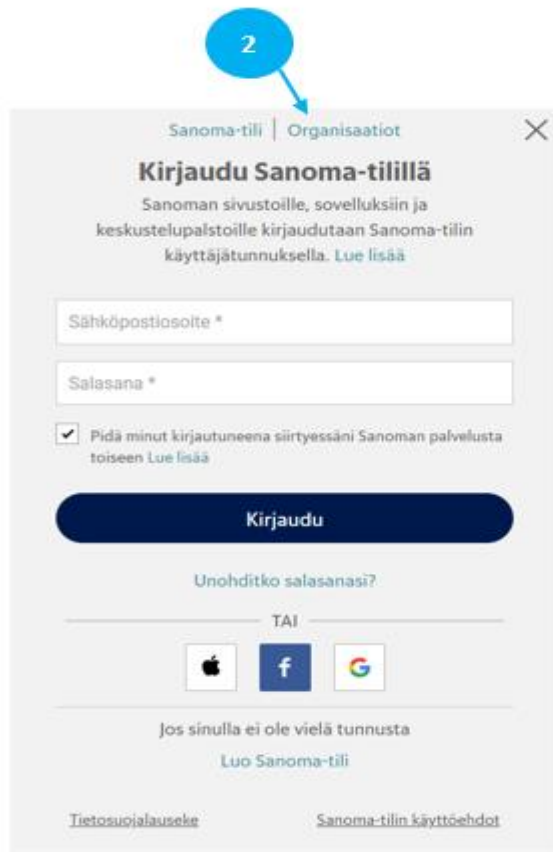 2
Sanoma-tili | Organisaatiot
Kirjaudu Sanoma-tilillä
Sanoman sivustoille, sovelluksiin ja
keskustelupalstoille kirjaudutaan Sanoma-tilin
käyttäjätunnuksella. Lue lisää
Sähköpostiosoite *
Salasana *
Pidä minut kirjautuneena siirtyessäni Sanoman palvelusta
toiseen Lue lisää
Kirjaudu
Unohditko salasanasi?
TAI
f G
Jos sinulla ei ole vielä tunnusta
Luo Sanoma-tili
Tietosuojalauseke Sanoma-tilin käyttöehdot